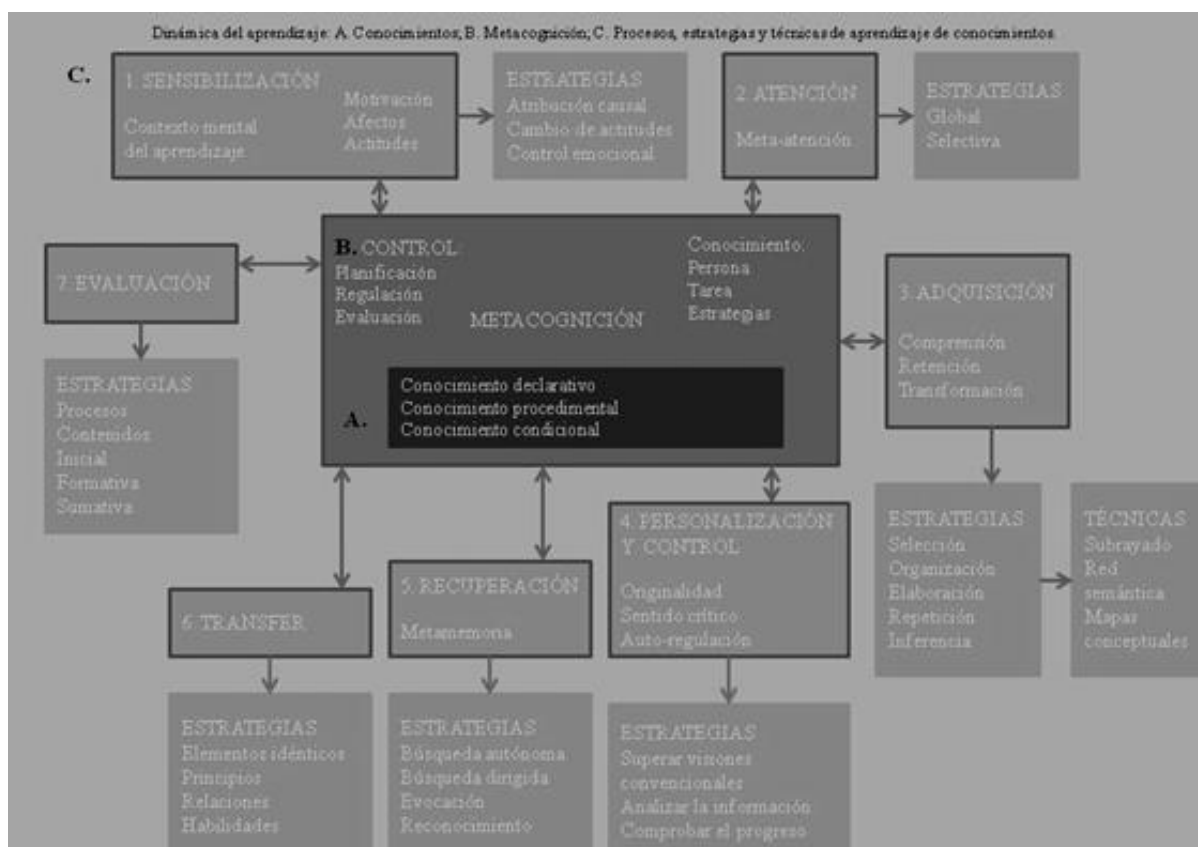 Dinámica del aprendizaje: A. Conocimientos; B. Metacognición; C. Procesos, estrategias y técnicas de aprendizaje de conocimientos
C.
1. SENSIBILIZACIÓN
Contexto mental
del aprendizaje
Motivación
Afectos
Actitudes
ESTRATEGIAS
Atribución causal
Cambio de actitudes
Control emocional
2. ATENCIÓN
Meta-atención
ESTRATEGIAS
Global
Selectiva
B. CONTROL:
Planificación
Regulación
Evaluación
METACOGNICIÓN
Conocimiento:
Persona
Tarea
Estrategias
A.
Conocimiento declarativo
Conocimiento procedimental
Conocimiento condicional
3. ADQUISICIÓN
Comprensión
Retención
Transformación
ESTRATEGIAS
Selección
Organización
Elaboración
Repetición
Inferencia
TÉCNICAS
Subrayado
Red
semántica
Mapas
conceptuales
4. PERSONALIZACIÓN
Y CONTROL
Originalidad
Sentido crítico
Auto-regulación
ESTRATEGIAS
Superar visiones
convencionales
Analizar la información
Comprobar el progreso
5. RECUPERACIÓN
Metamemoria
ESTRATEGIAS
Búsqueda autónoma
Búsqueda dirigida
Evocación
Reconocimiento
6. TRANSFER
ESTRATEGIAS
Elementos idénticos
Principios
Relaciones
Habilidades
7. EVALUACIÓN
ESTRATEGIAS
Procesos
Contenidos
Inicial
Formativa
Sumativa